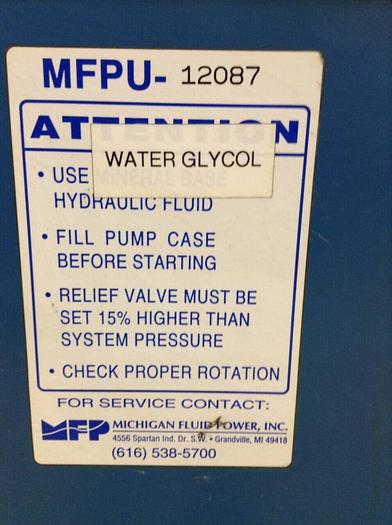 MFPU- 12087
ATTENTION
WATER GLYCOL
• USE MINERAL BASE
HYDRAULIC FLUID
• FILL PUMP CASE
BEFORE STARTING
• RELIEF VALVE MUST BE
SET 15% HIGHER THAN
SYSTEM PRESSURE
• CHECK PROPER ROTATION
FOR SERVICE CONTACT:
MFP MICHIGAN FLUID POWER, INC.
4556 Spartan Ind. Dr. S.W. • Grandville, MI 49418
(616) 538-5700